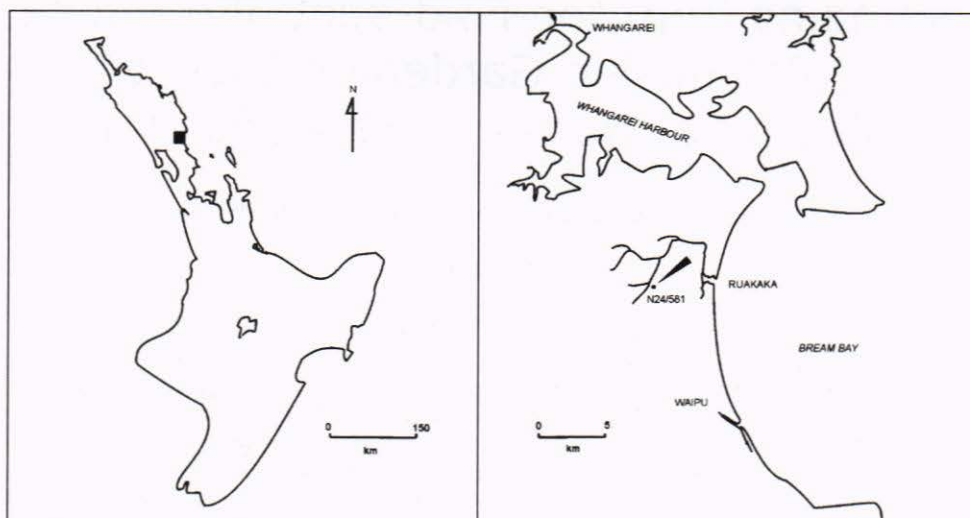 N
0
150
km
WHANGAREI
WHANGAREI HARBOUR
RUAKAKA
N24/581
BREAM BAY
WAIPU
0
5
km